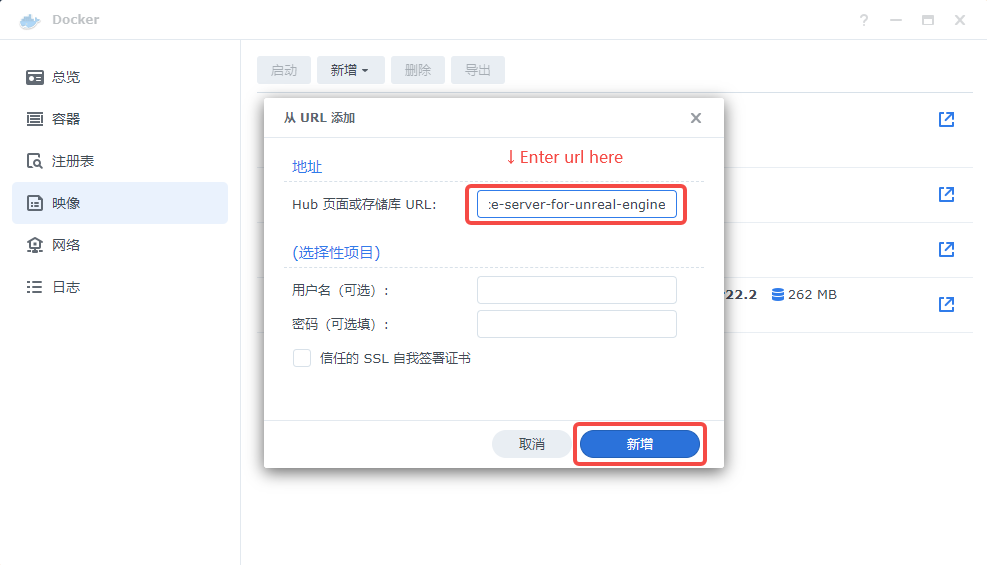 Docker
?
总览
容器
注册表
映像
网络
日志
启动
新增
删除
导出
从 URL 添加
地址
↓Enter url here
Hub 页面或存储库 URL:
e-server-for-unreal-engine
(选择性项目)
用户名（可选）:
密码（可选填）:
信任的 SSL 自我签署证书
取消
新增
22.2
262 MB